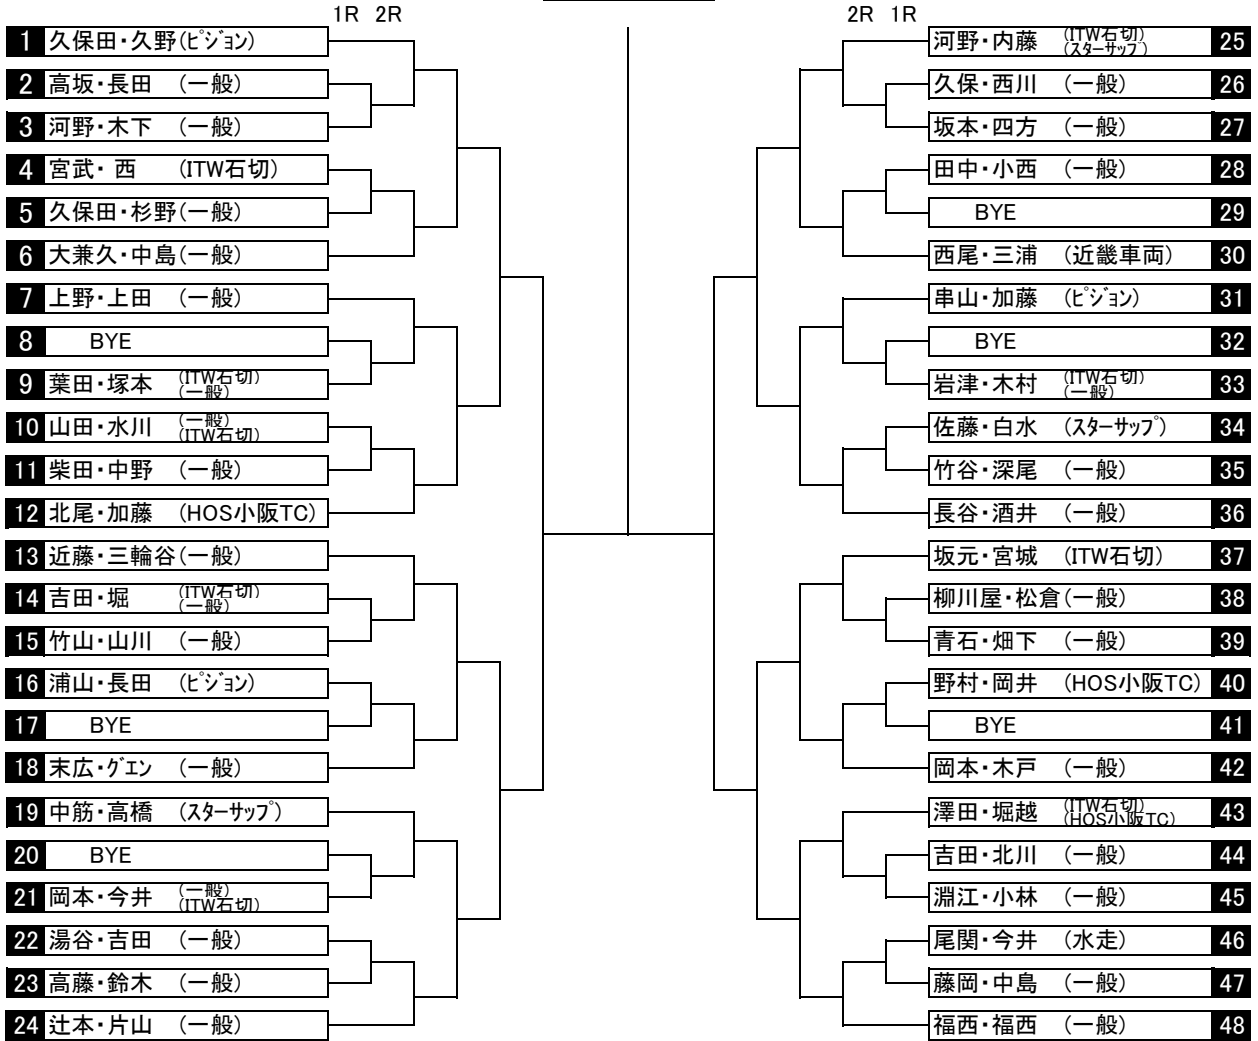 1R 2R
1 久保田・久野(ピジョン)
2 高坂・長田 (一般)
3 河野・木下 (一般)
4 宮武・ 西 (ITW石切)
5 久保田・杉野(一般)
6 大兼久・中島(一般)
7 上野・上田 (一般)
8 BYE
9 葉田・塚本 (ITW石切)
(一般)
10 山田・水川 (一般)
(ITW石切)
11 柴田・中野 (一般)
12 北尾・加藤 (HOS小阪TC)
13 近藤・三輪谷(一般)
14 吉田・堀 (ITW石切)
(一般)
15 竹山・山川 (一般)
16 浦山・長田 (ピジョン)
17 BYE
18 末広・グエン (一般)
19 中筋・高橋 (スターサップ)
20 BYE
21 岡本・今井 (一般)
(ITW石切)
22 湯谷・吉田 (一般)
23 高藤・鈴木 (一般)
24 辻本・片山 (一般)
2R 1R
河野・内藤 (ITW石切) 25
(スターサップ)
久保・西川 (一般) 26
坂本・四方 (一般) 27
田中・小西 (一般) 28
BYE 29
西尾・三浦 (近畿車両) 30
串山・加藤 (ピジョン) 31
BYE 32
岩津・木村 (ITW石切) 33
(一般)
佐藤・白水 (スターサップ) 34
竹谷・深尾 (一般) 35
長谷・酒井 (一般) 36
坂元・宮城 (ITW石切) 37
柳川屋・松倉(一般) 38
青石・畑下 (一般) 39
野村・岡井 (HOS小阪TC) 40
BYE 41
岡本・木戸 (一般) 42
澤田・堀越 (ITW石切) 43
(HOS小阪TC)
吉田・北川 (一般) 44
淵江・小林 (一般) 45
尾関・今井 (水走) 46
藤岡・中島 (一般) 47
福西・福西 (一般) 48